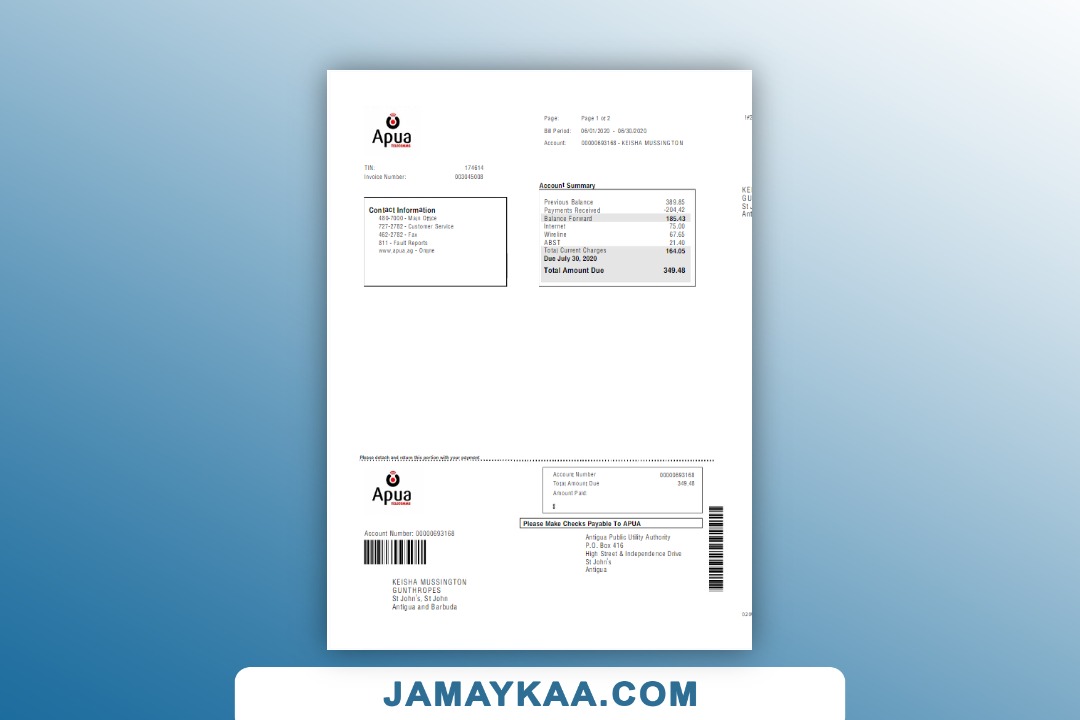 Apua
Page: Page 1 of 2
Bill Period: 06/01/2020 - 06/30/2020
Account: 00000693168 - KEISHA MUSSINGTON
TIN: 174614
Invoice Number:
Account Summary
Previous Balance 389.85
Payments Received -204.42
Balance Forward 185.43
Internet 75.00
Wireline 67.65
ABST 21.40
Total Current Charges 164.05
Due July 30, 2020
Total Amount Due 349.48
Contact Information
480-7000 - Main Office
727-2782 - Customer Service
462-2782 - Fax
811 - Fault Reports
www.apua.ag - Online
KEI
GU
St J
Ant
Please detach and return this portion with your payment
Apua
Account Number 00000693168
Total Amount Due 349.48
Amount Paid
$
Please Make Checks Payable To APUA
Account Number: 00000693168
Antigua Public Utility Authority
P.O. Box 416
High Street & Independence Drive
St John's
Antigua
KEISHA MUSSINGTON
GUNTHROPES
St John's, St John
Antigua and Barbuda
JAMAYKAA.COM